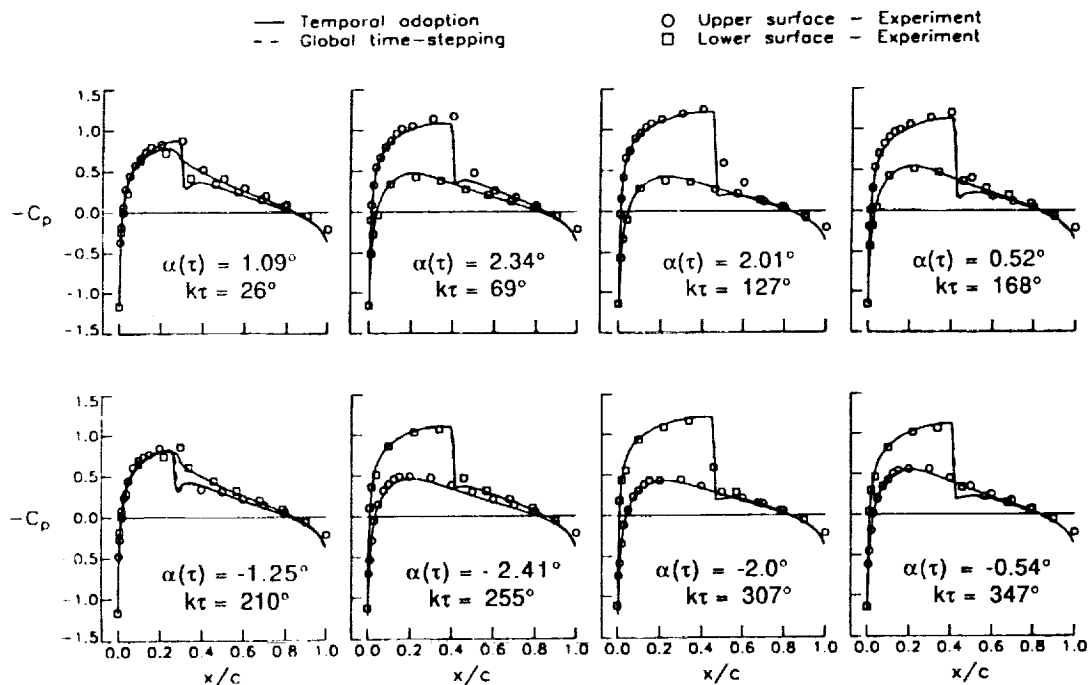 — Temporal adaption
-- Global time-stepping
○ Upper surface - Experiment
□ Lower surface - Experiment
1.5
1.0
0.5
0.0
-0.5
-1.0
-1.5
-Cp
α(τ) = 1.09°
kτ = 26°
α(τ) = 2.34°
kτ = 69°
α(τ) = 2.01°
kτ = 127°
α(τ) = 0.52°
kτ = 168°
1.5
1.0
0.5
0.0
-0.5
-1.0
-1.5
-Cp
α(τ) = -1.25°
kτ = 210°
α(τ) = - 2.41°
kτ = 255°
α(τ) = -2.0°
kτ = 307°
α(τ) = -0.54°
kτ = 347°
0.0 0.2 0.4 0.6 0.8 1.0
0.0 0.2 0.4 0.6 0.8 1.0
0.0 0.2 0.4 0.6 0.8 1.0
0.0 0.2 0.4 0.6 0.8 1.0
x/c
x/c
x/c
x/c